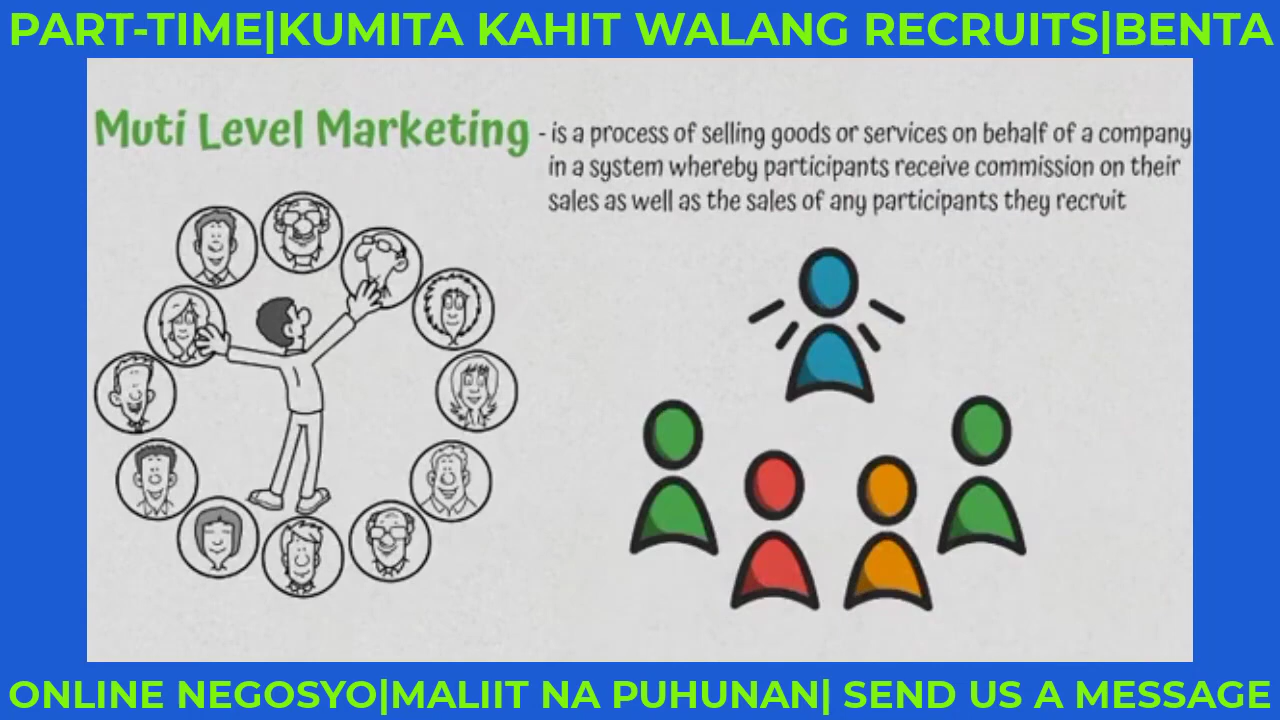 PART-TIME|KUMITA KAHIT WALANG RECRUITS|BENTA
Muti Level Marketing - is a process of selling goods or services on behalf of a company
in a system whereby participants receive commission on their
sales as well as the sales of any participants they recruit
ONLINE NEGOSYO|MALIIT NA PUHUNAN| SEND US A MESSAGE